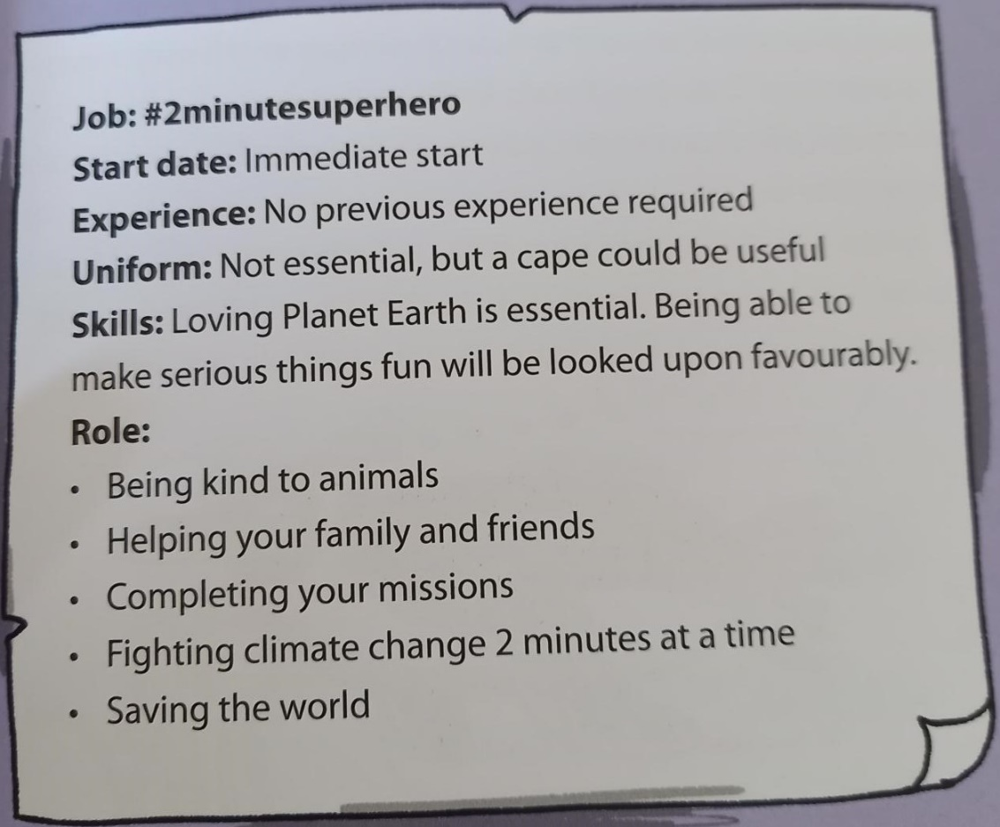 Job: #2minutesuperhero
Start date: Immediate start
Experience: No previous experience required
Uniform: Not essential, but a cape could be useful
Skills: Loving Planet Earth is essential. Being able to
make serious things fun will be looked upon favourably.
Role:
• Being kind to animals
• Helping your family and friends
• Completing your missions
• Fighting climate change 2 minutes at a time
• Saving the world